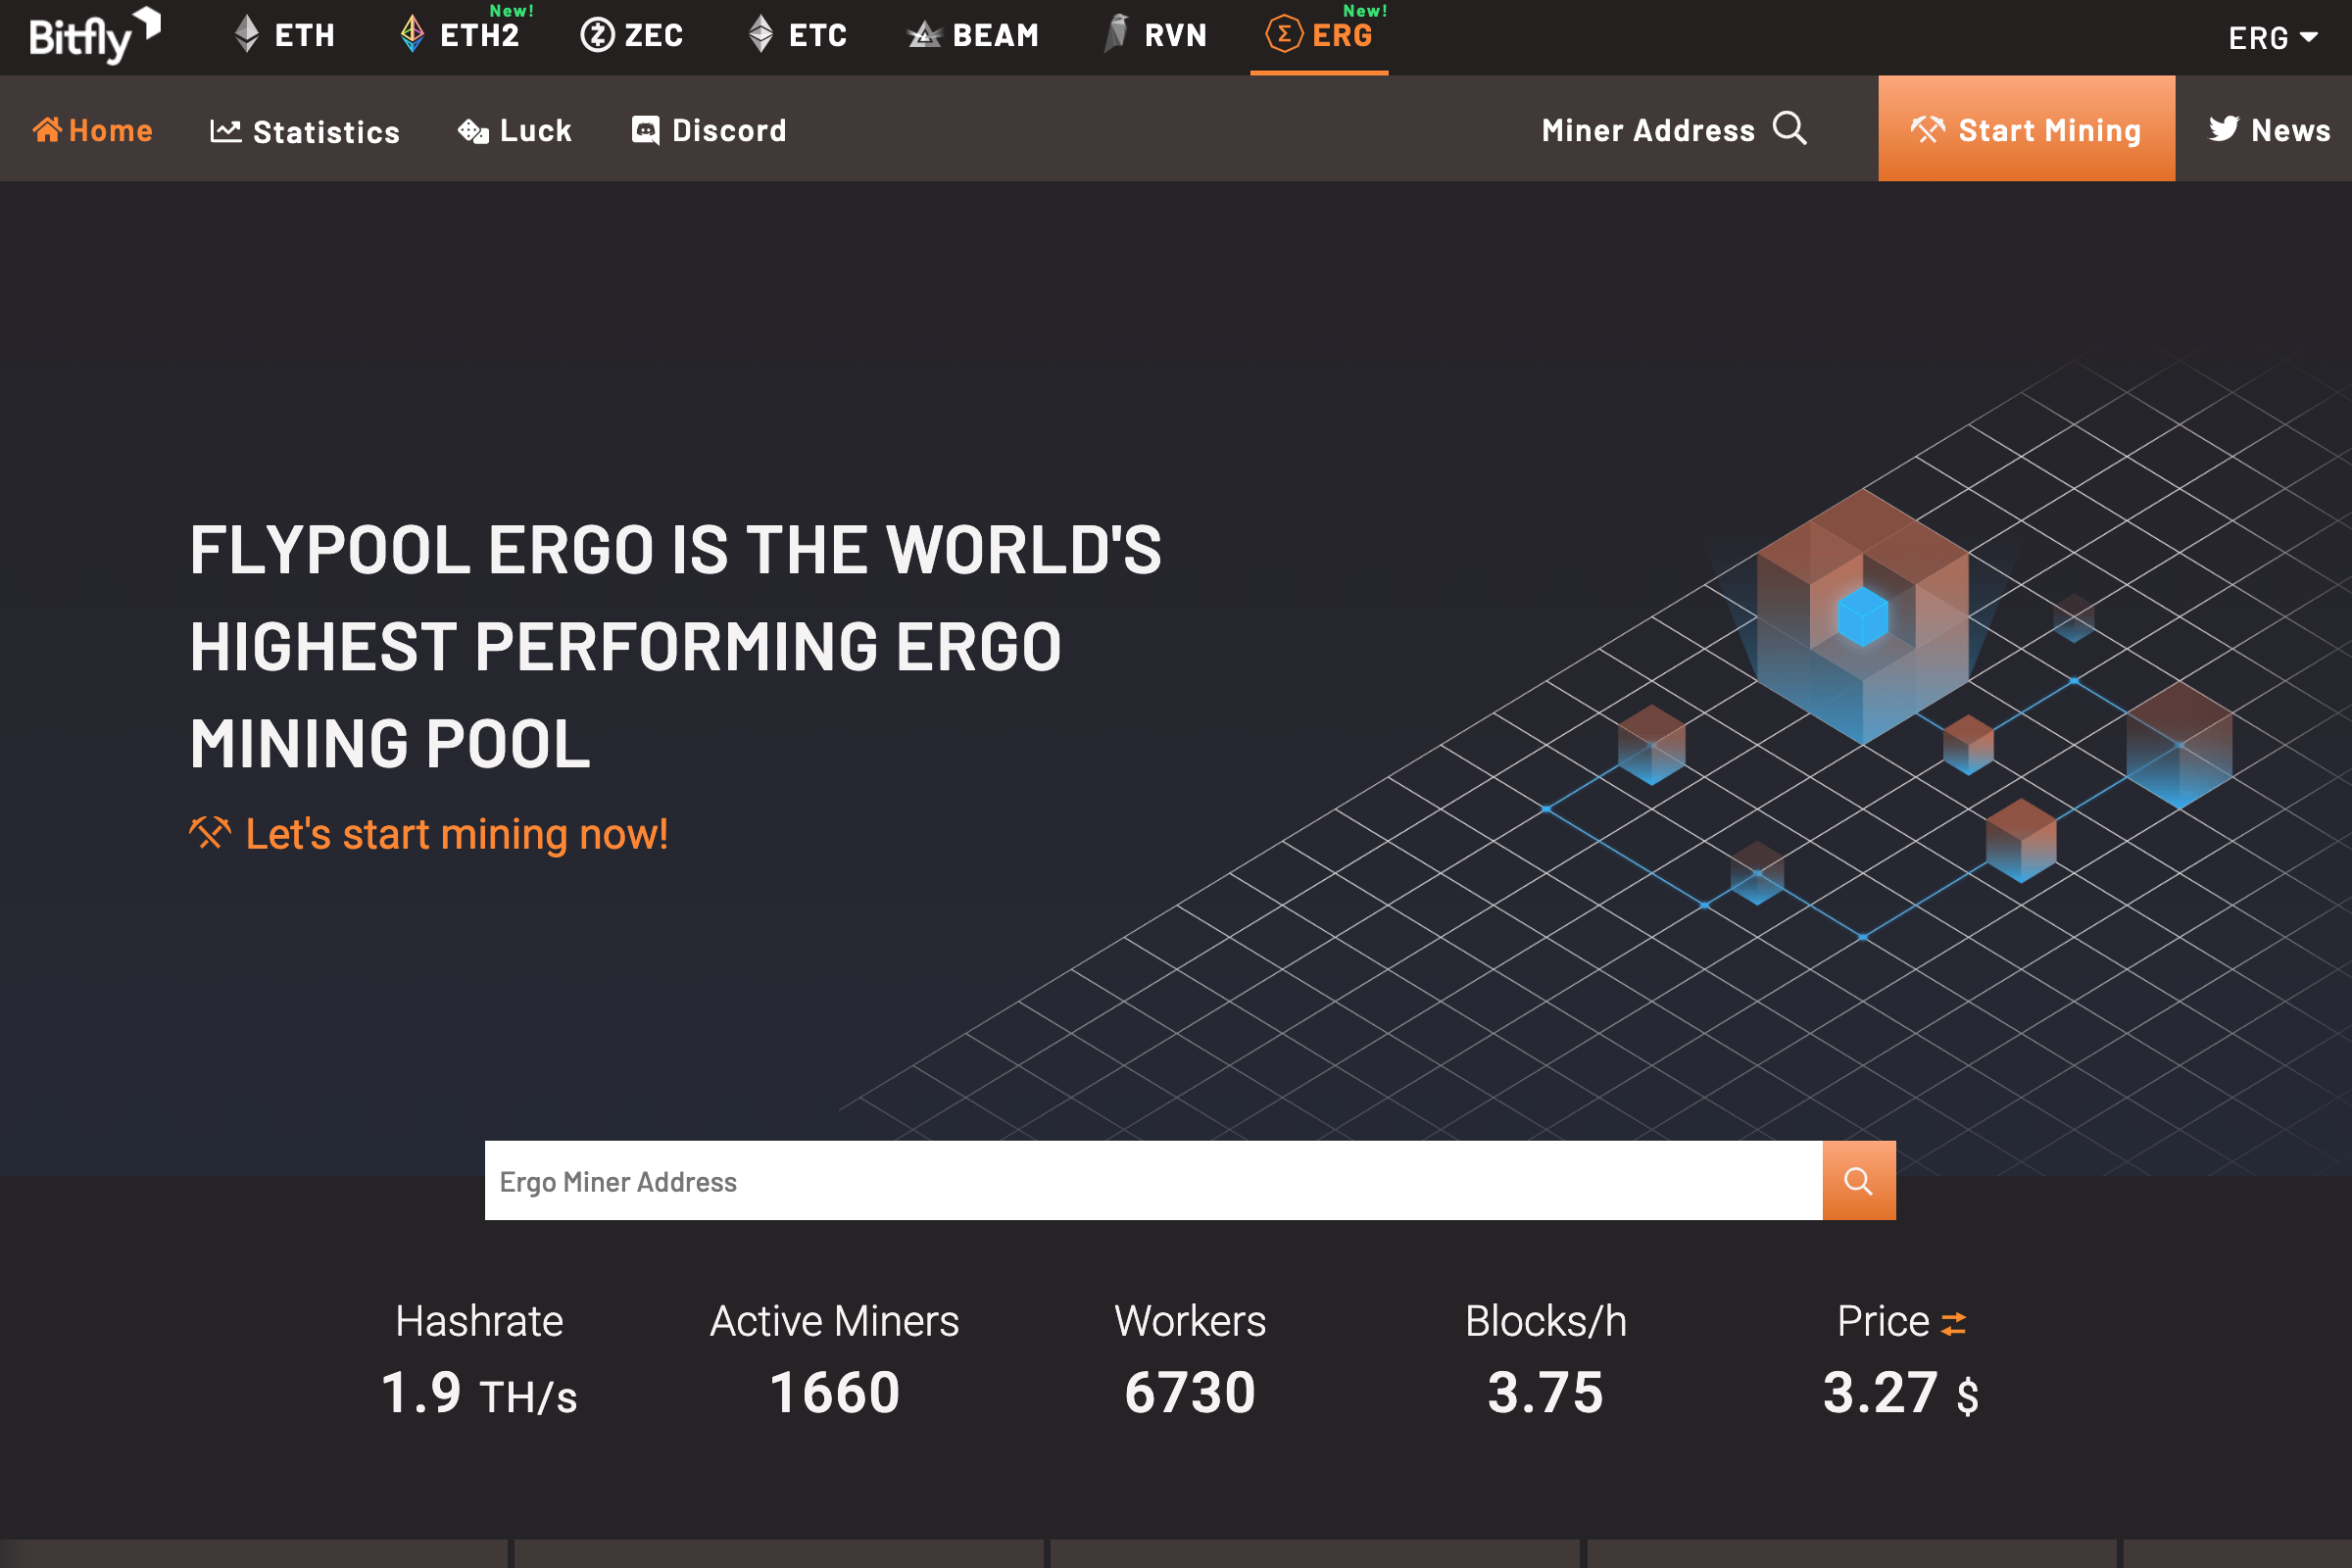 Bitfly
ETH
ETH2 New!
ZEC
ETC
BEAM
RVN
ERG New!
ERG
Home
Statistics
Luck
Discord
Miner Address
Start Mining
News
FLYPOOL ERGO IS THE WORLD'S
HIGHEST PERFORMING ERGO
MINING POOL
Let's start mining now!
Ergo Miner Address
Hashrate
1.9 TH/s
Active Miners
1660
Workers
6730
Blocks/h
3.75
Price
3.27 $